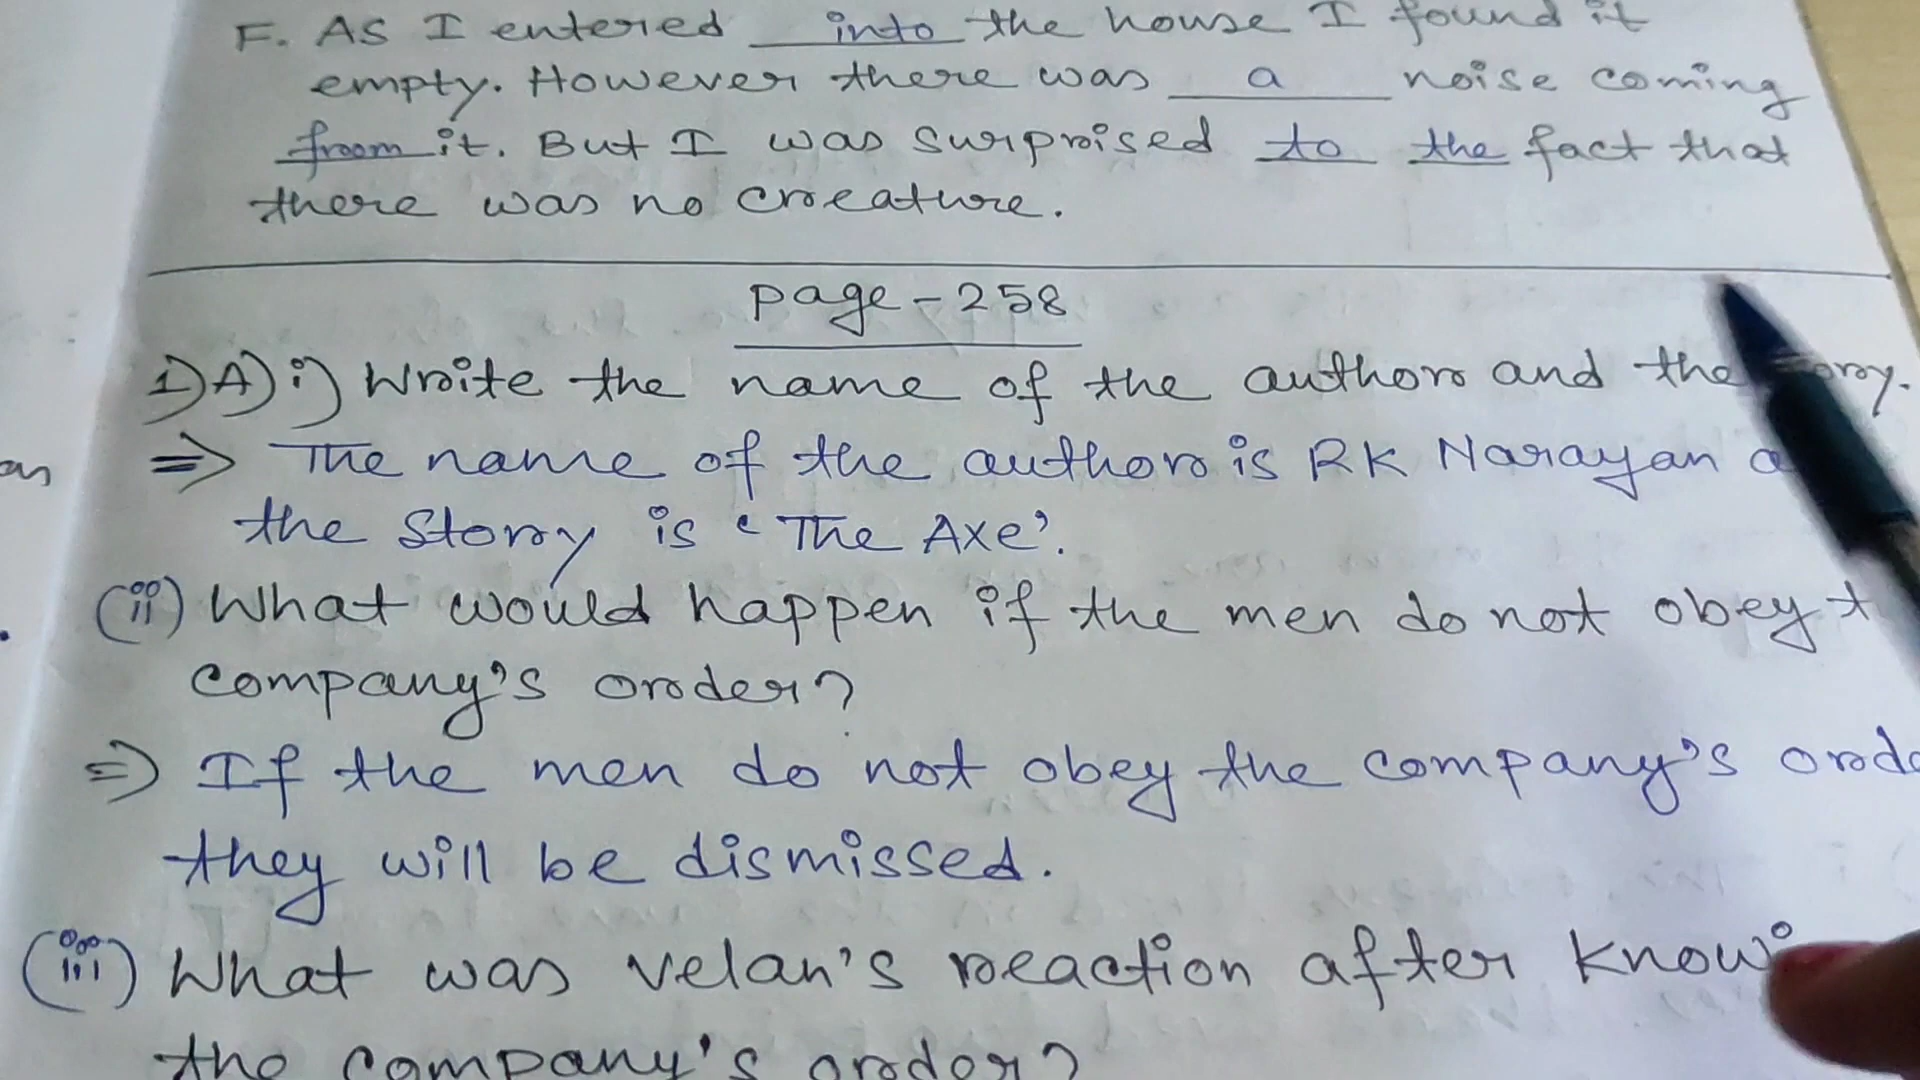 F. As I entered into the house I found it
empty. However there was a noise coming
from it. But I was surprised to the fact that
there was no creature.
Page - 258
1) A) i) Write the name of the author and the
⇒ The name of the author is RK Narayan
an
the Story is 'The Axe'.
(ii) What would happen if the men do not obey
company's order?
⇒ If the men do not obey the company's
they will be dismissed.
(iii) What was Velan's reaction after
the company's order?